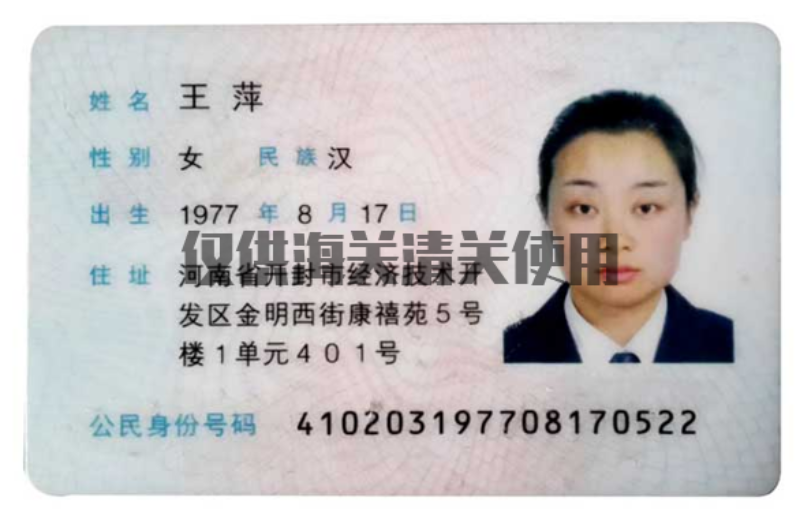 姓名 王萍
性别 女 民族 汉
出生 1977 年 8 月 17 日
仅供海关清关使用
住址 河南省开封市经济技术开
发区金明西街康禧苑5号
楼1单元401号
公民身份号码 410203197708170522